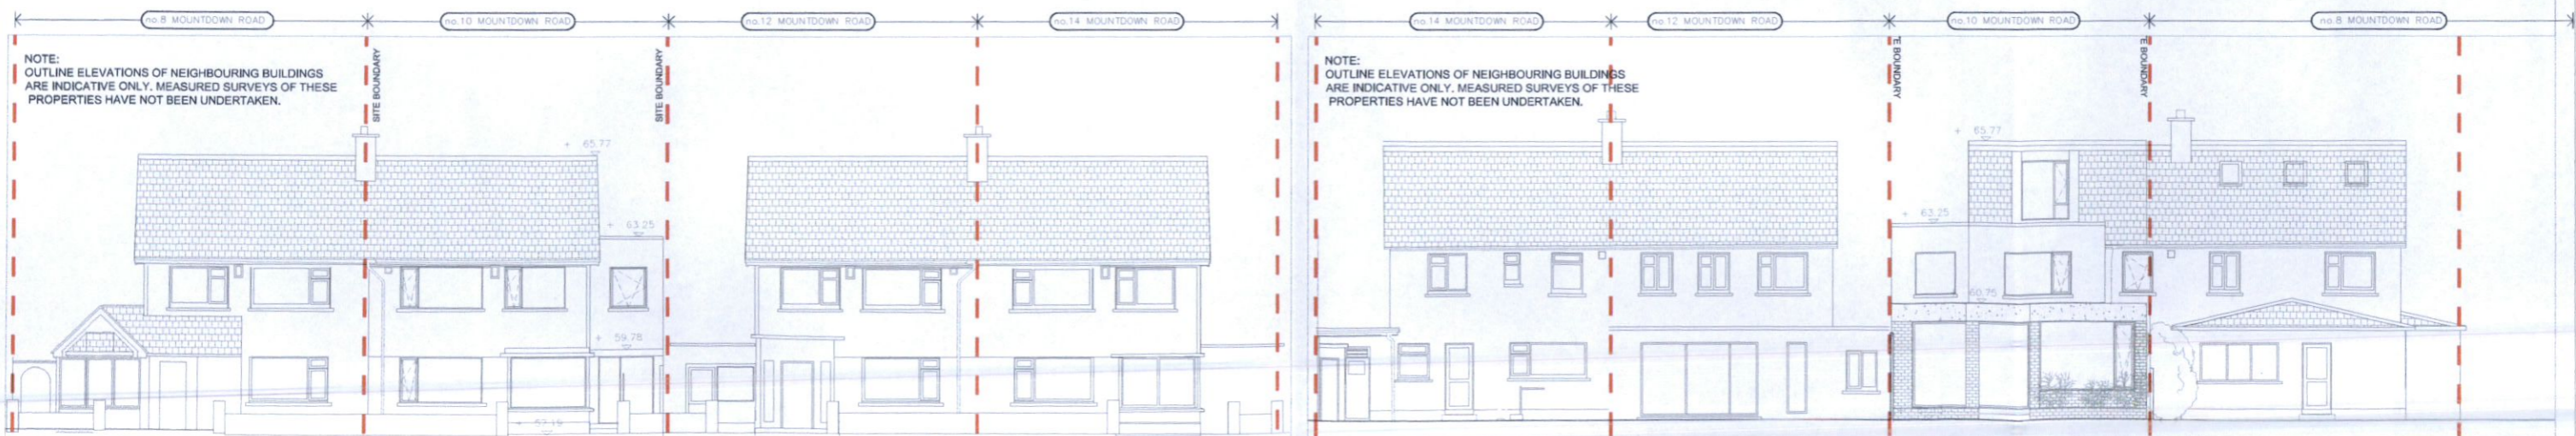 no.8 MOUNTDOWN ROAD
no.10 MOUNTDOWN ROAD
no.12 MOUNTDOWN ROAD
no.14 MOUNTDOWN ROAD
NOTE:
OUTLINE ELEVATIONS OF NEIGHBOURING BUILDINGS
ARE INDICATIVE ONLY. MEASURED SURVEYS OF THESE
PROPERTIES HAVE NOT BEEN UNDERTAKEN.
SITE BOUNDARY
SITE BOUNDARY
+ 65.77
+ 63.25
+ 59.78
+ 57.19
no.14 MOUNTDOWN ROAD
no.12 MOUNTDOWN ROAD
no.10 MOUNTDOWN ROAD
no.8 MOUNTDOWN ROAD
NOTE:
OUTLINE ELEVATIONS OF NEIGHBOURING BUILDINGS
ARE INDICATIVE ONLY. MEASURED SURVEYS OF THESE
PROPERTIES HAVE NOT BEEN UNDERTAKEN.
TE BOUNDARY
E BOUNDARY
+ 65.77
+ 63.25
60.75